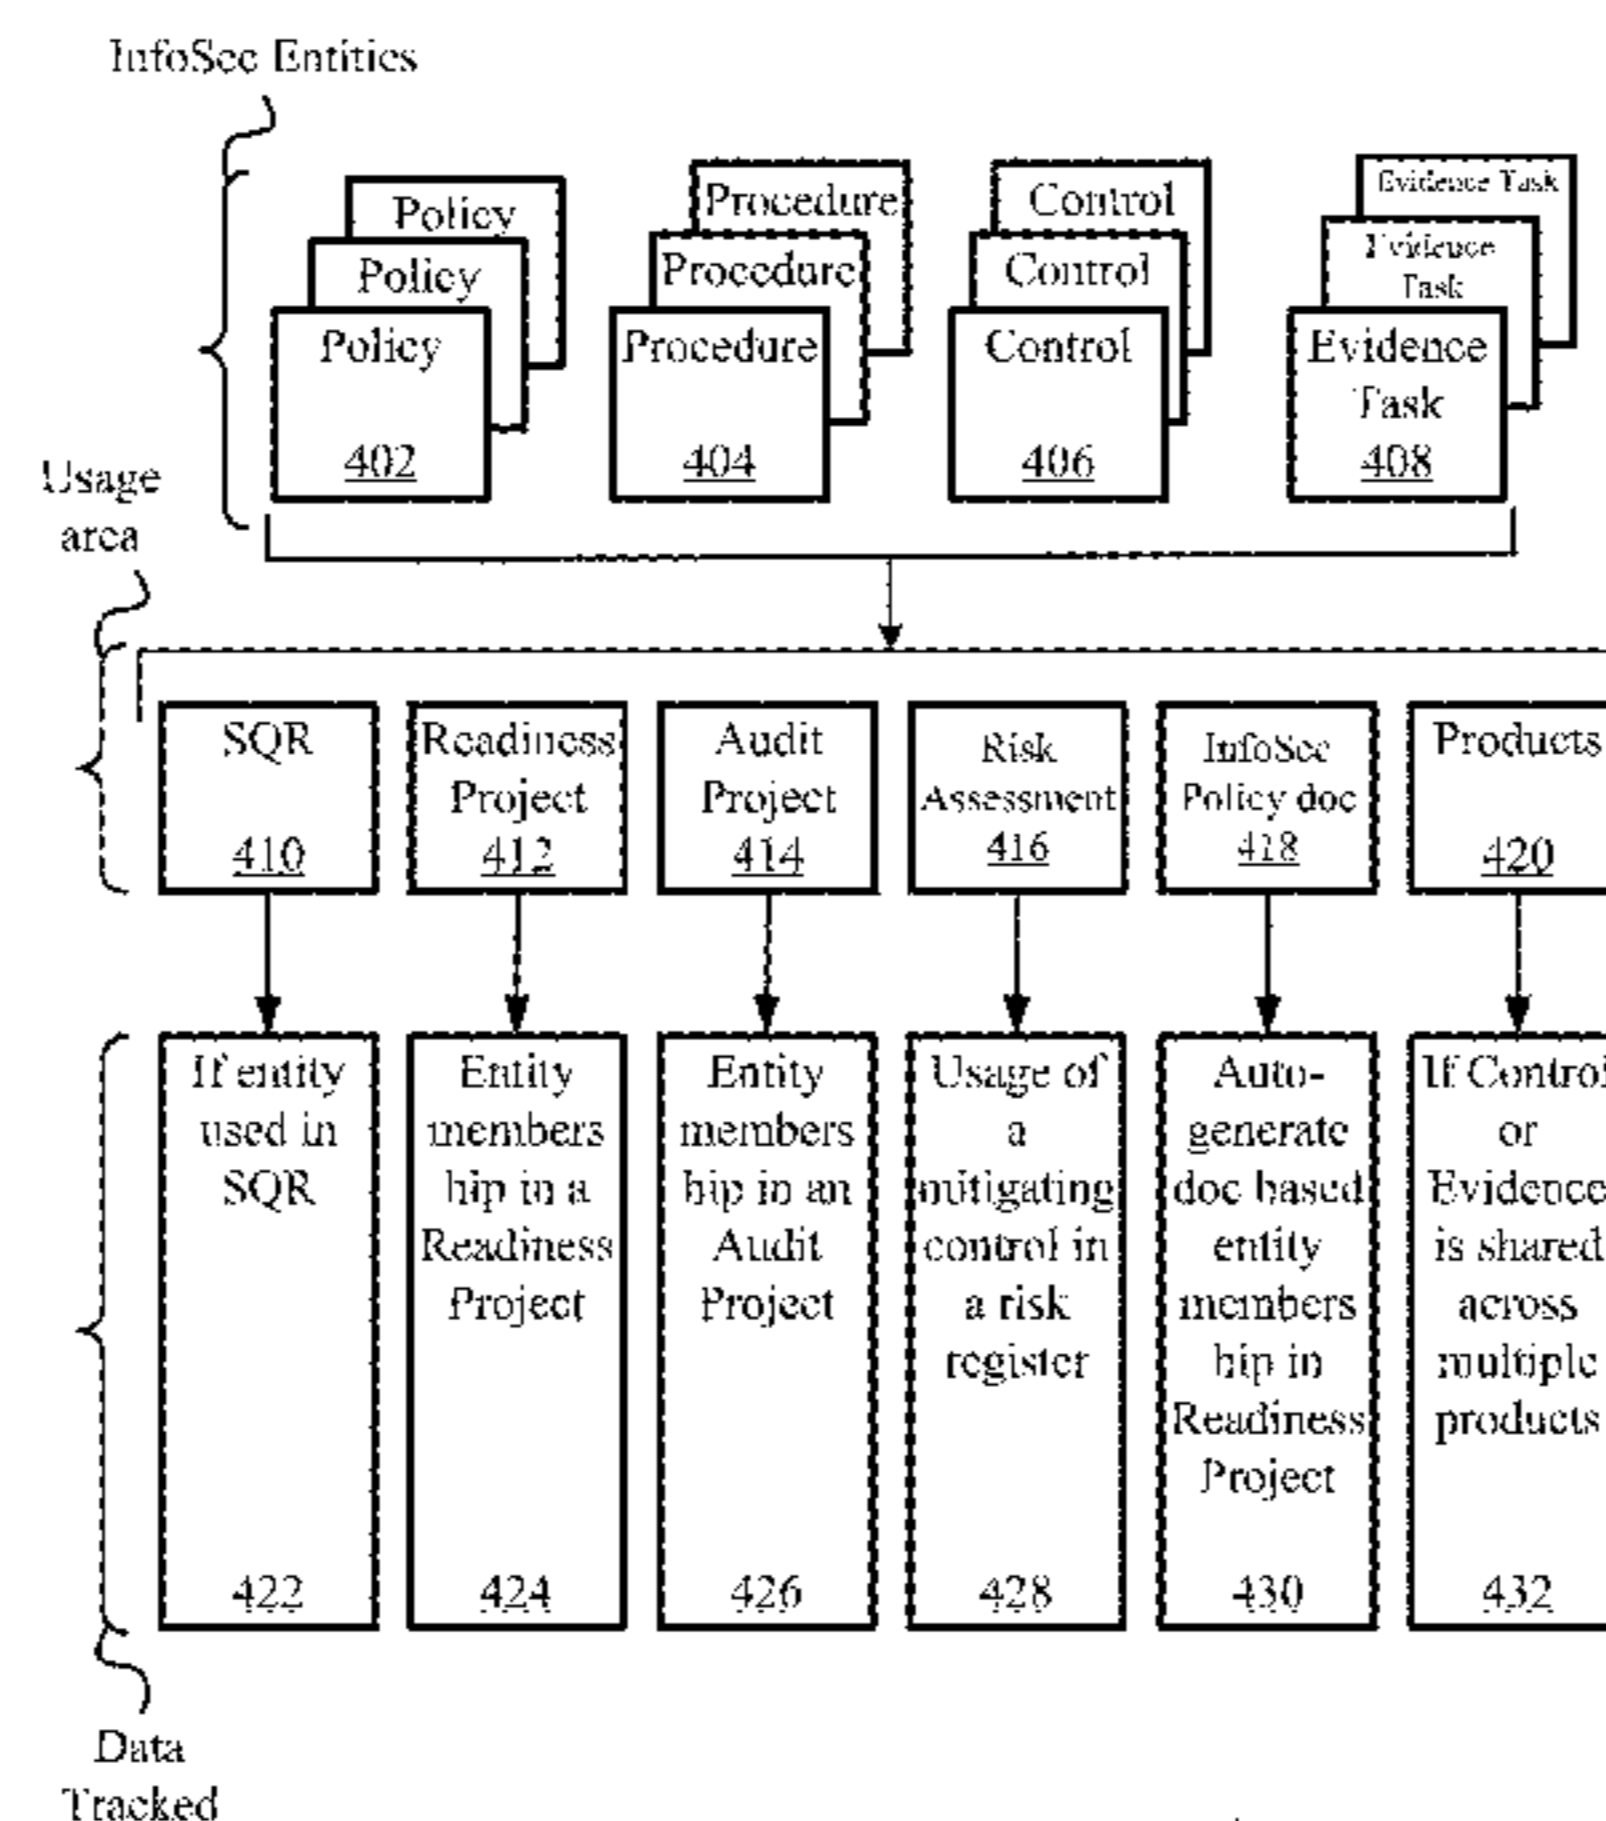 InfoSec Entities
Policy
Policy
Policy
402
Procedure
Procedure
Procedure
404
Control
Control
Control
406
Evidence Task
Evidence
Task
Evidence
Task
408
Usage
area
SQR
410
Readiness
Project
412
Audit
Project
414
Risk
Assessment
416
InfoSec
Policy doc
418
Products
420
If entity
used in
SQR
422
Entity
members
hip in a
Readiness
Project
424
Entity
members
hip in an
Audit
Project
426
Usage of
a
mitigating
control in
a risk
register
428
Auto-
generate
doc based
entity
members
hip in
Readiness
Project
430
If Control
or
Evidence
is shared
across
multiple
products
432
Data
Tracked